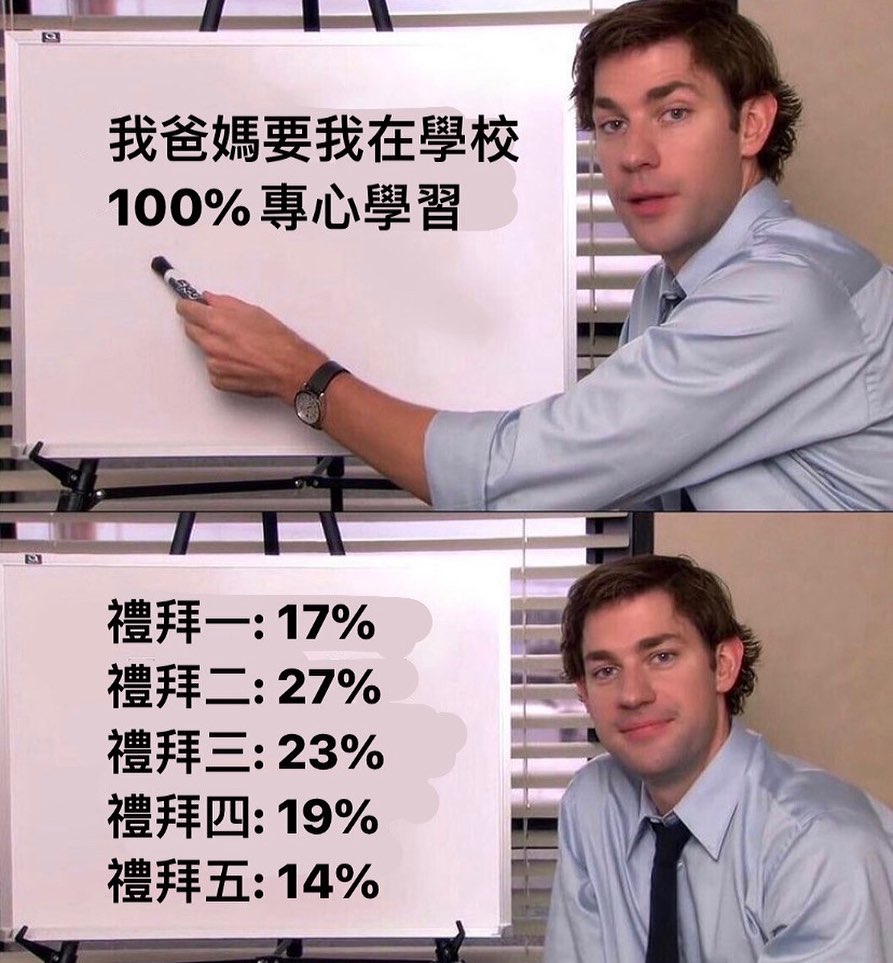 我爸媽要我在學校
100%專心學習
禮拜一: 17%
禮拜二: 27%
禮拜三: 23%
禮拜四: 19%
禮拜五: 14%